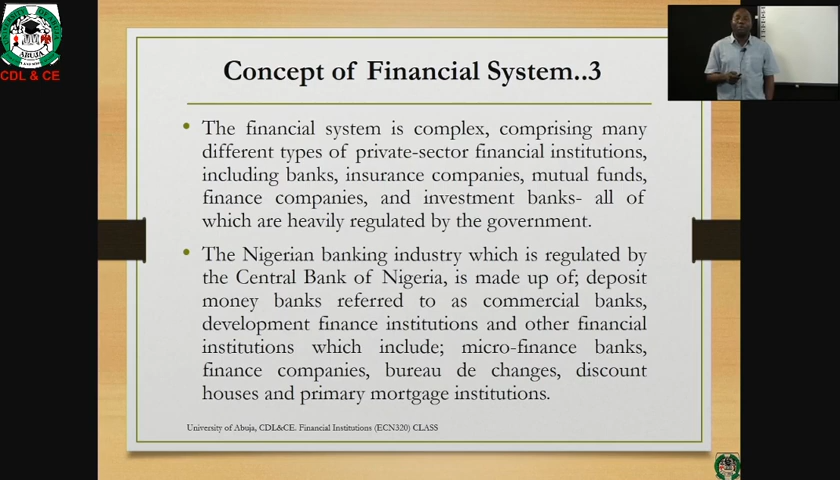 ABUJA
CDL & CE
Concept of Financial System..3
The financial system is complex, comprising many
different types of private-sector financial institutions,
including banks, insurance companies, mutual funds,
finance companies, and investment banks- all of
which are heavily regulated by the government.
The Nigerian banking industry which is regulated by
the Central Bank of Nigeria, is made up of; deposit
money banks referred to as commercial banks,
development finance institutions and other financial
institutions which include; micro-finance banks,
finance companies, bureau de changes, discount
houses and primary mortgage institutions.
University of Abuja, CDL&CE. Financial Institutions (ECN320) CLASS